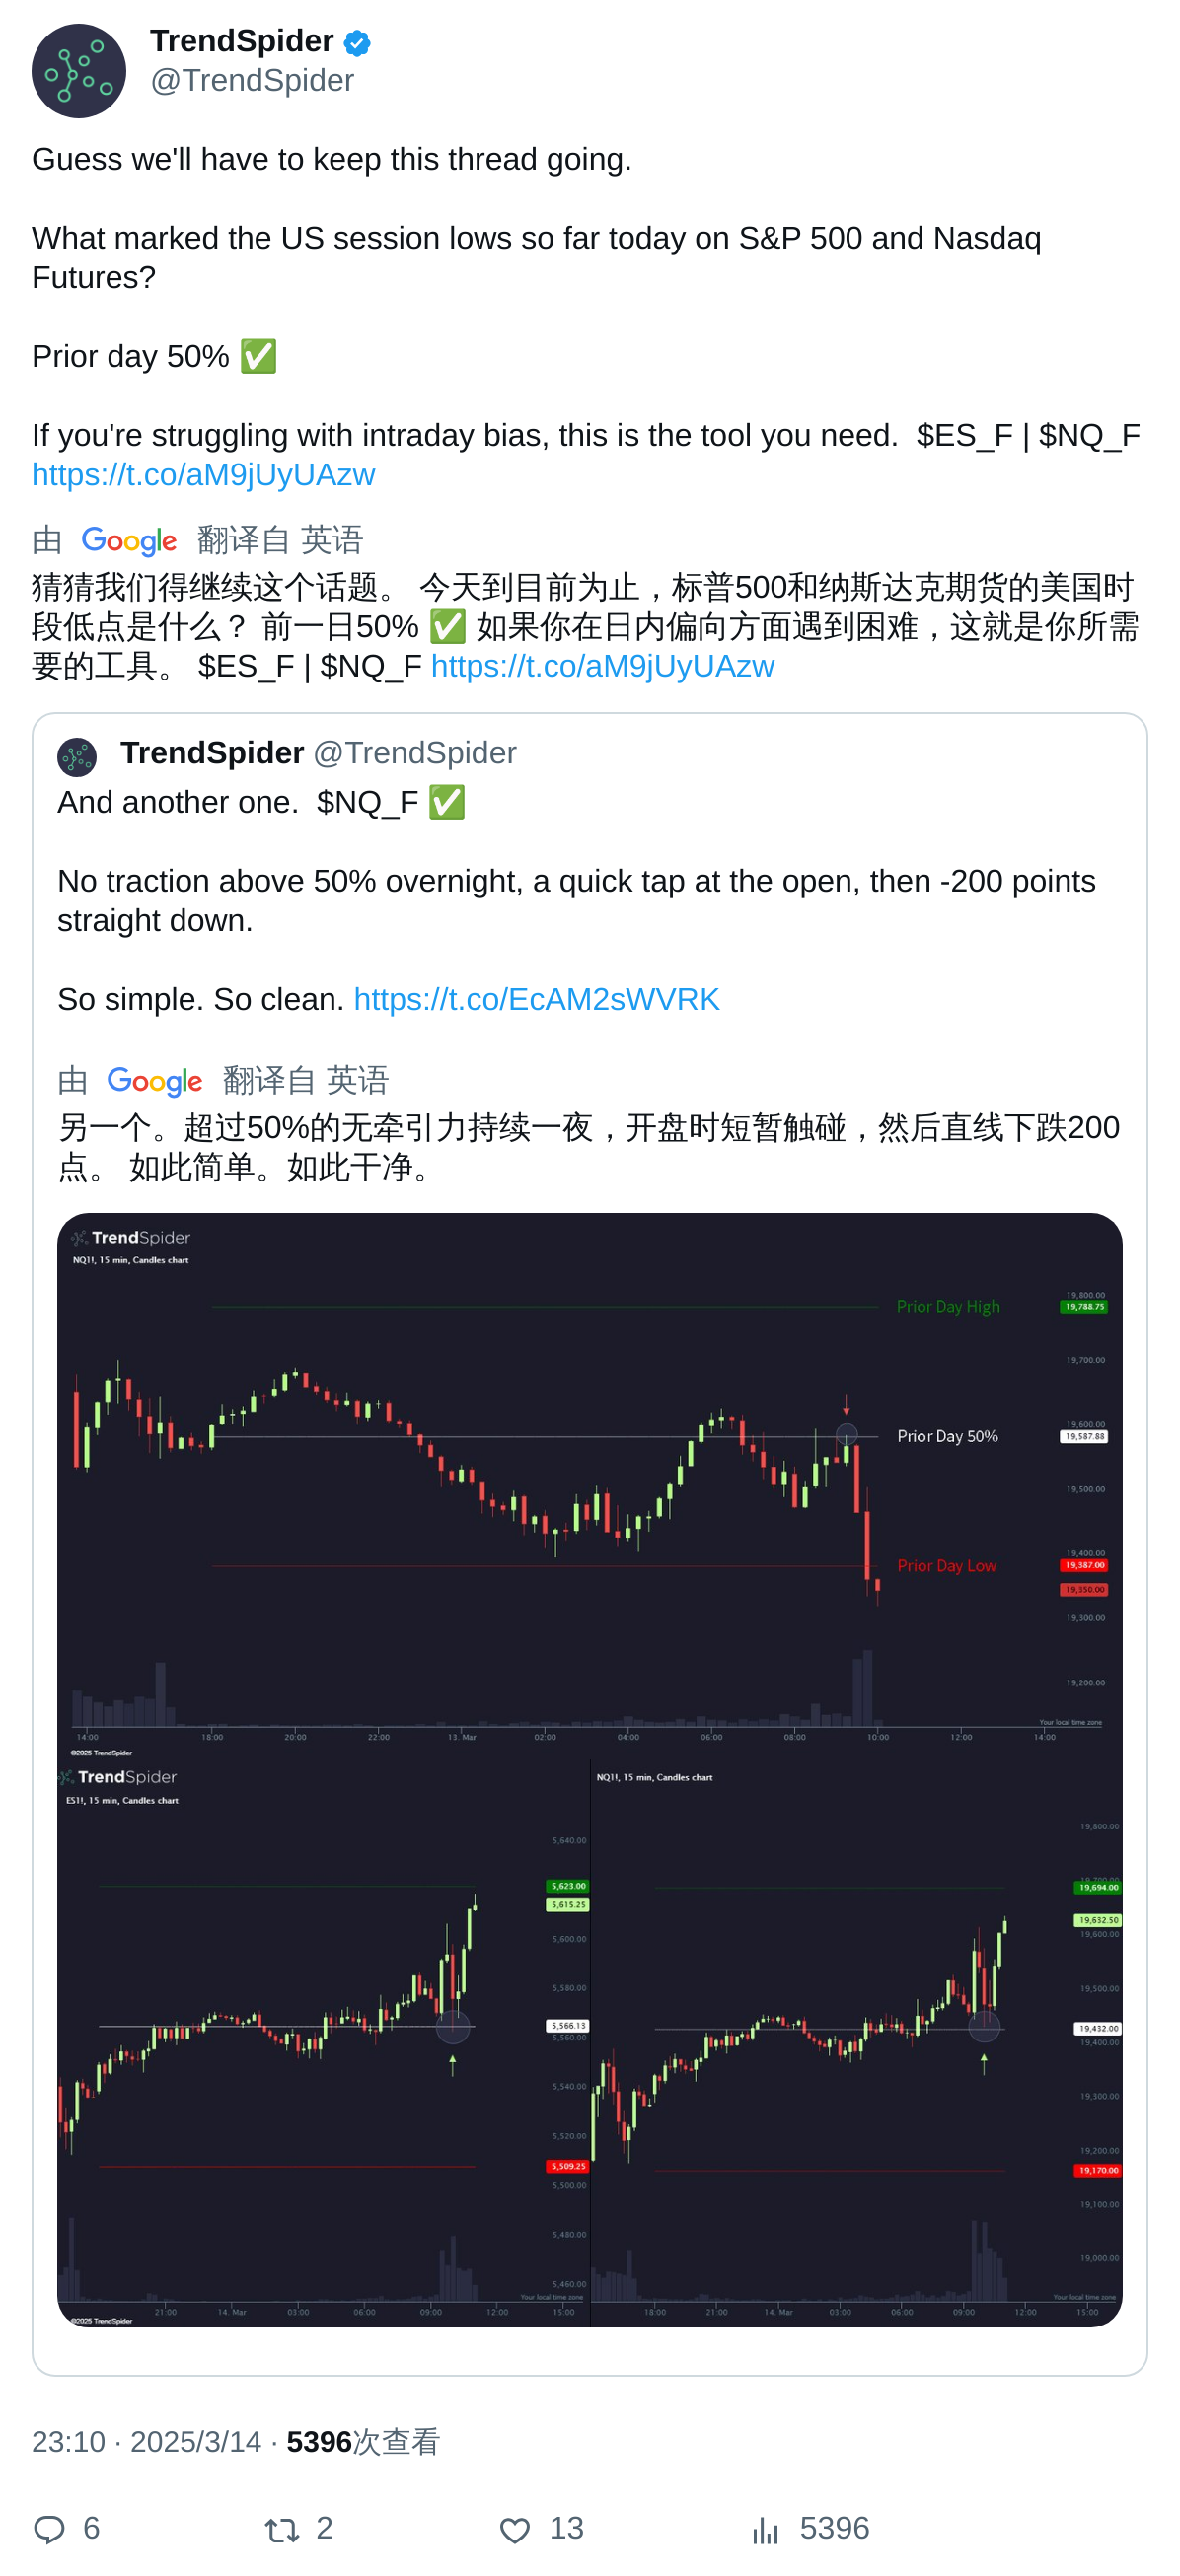 TrendSpider
@TrendSpider
Guess we'll have to keep this thread going.
What marked the US session lows so far today on S&P 500 and Nasdaq
Futures?
Prior day 50% ✅
If you're struggling with intraday bias, this is the tool you need.  $ES_F | $NQ_F
https://t.co/aM9jUyUAzw
由 Google 翻译自 英语
猜猜我们得继续这个话题。 今天到目前为止，标普500和纳斯达克期货的美国时
段低点是什么？ 前一日50% ✅ 如果你在日内偏向方面遇到困难，这就是你所需
要的工具。 $ES_F | $NQ_F https://t.co/aM9jUyUAzw
TrendSpider @TrendSpider
And another one.  $NQ_F ✅
No traction above 50% overnight, a quick tap at the open, then -200 points
straight down.
So simple. So clean. https://t.co/EcAM2sWVRK
由 Google 翻译自 英语
另一个。超过50%的无牵引力持续一夜，开盘时短暂触碰，然后直线下跌200
点。 如此简单。如此干净。
TrendSpider
NQ1!, 15 min, Candles chart
19,800.00
Prior Day High 19,788.75
19,700.00
19,600.00
Prior Day 50% 19,587.88
19,500.00
19,400.00
Prior Day Low 19,387.00
19,350.00
19,300.00
19,200.00
Your local time zone
14:00 18:00 20:00 22:00 13. Mar 02:00 04:00 06:00 08:00 10:00 12:00 14:00
©2025 TrendSpider
TrendSpider
ES1!, 15 min, Candles chart
5,640.00
5,623.00
5,615.25
5,600.00
5,580.00
5,566.13
5,560.00
5,540.00
5,520.00
5,509.25
5,500.00
5,480.00
5,460.00
Your local time zone
21:00 14. Mar 03:00 06:00 09:00 12:00 15:00
©2025 TrendSpider
NQ1!, 15 min, Candles chart
19,800.00
19,694.00
19,632.50
19,600.00
19,500.00
19,432.00
19,400.00
19,300.00
19,200.00
19,170.00
19,100.00
19,000.00
Your local time zone
18:00 21:00 14. Mar 03:00 06:00 09:00 12:00 15:00
23:10 · 2025/3/14 · 5396次查看
6 2 13 5396